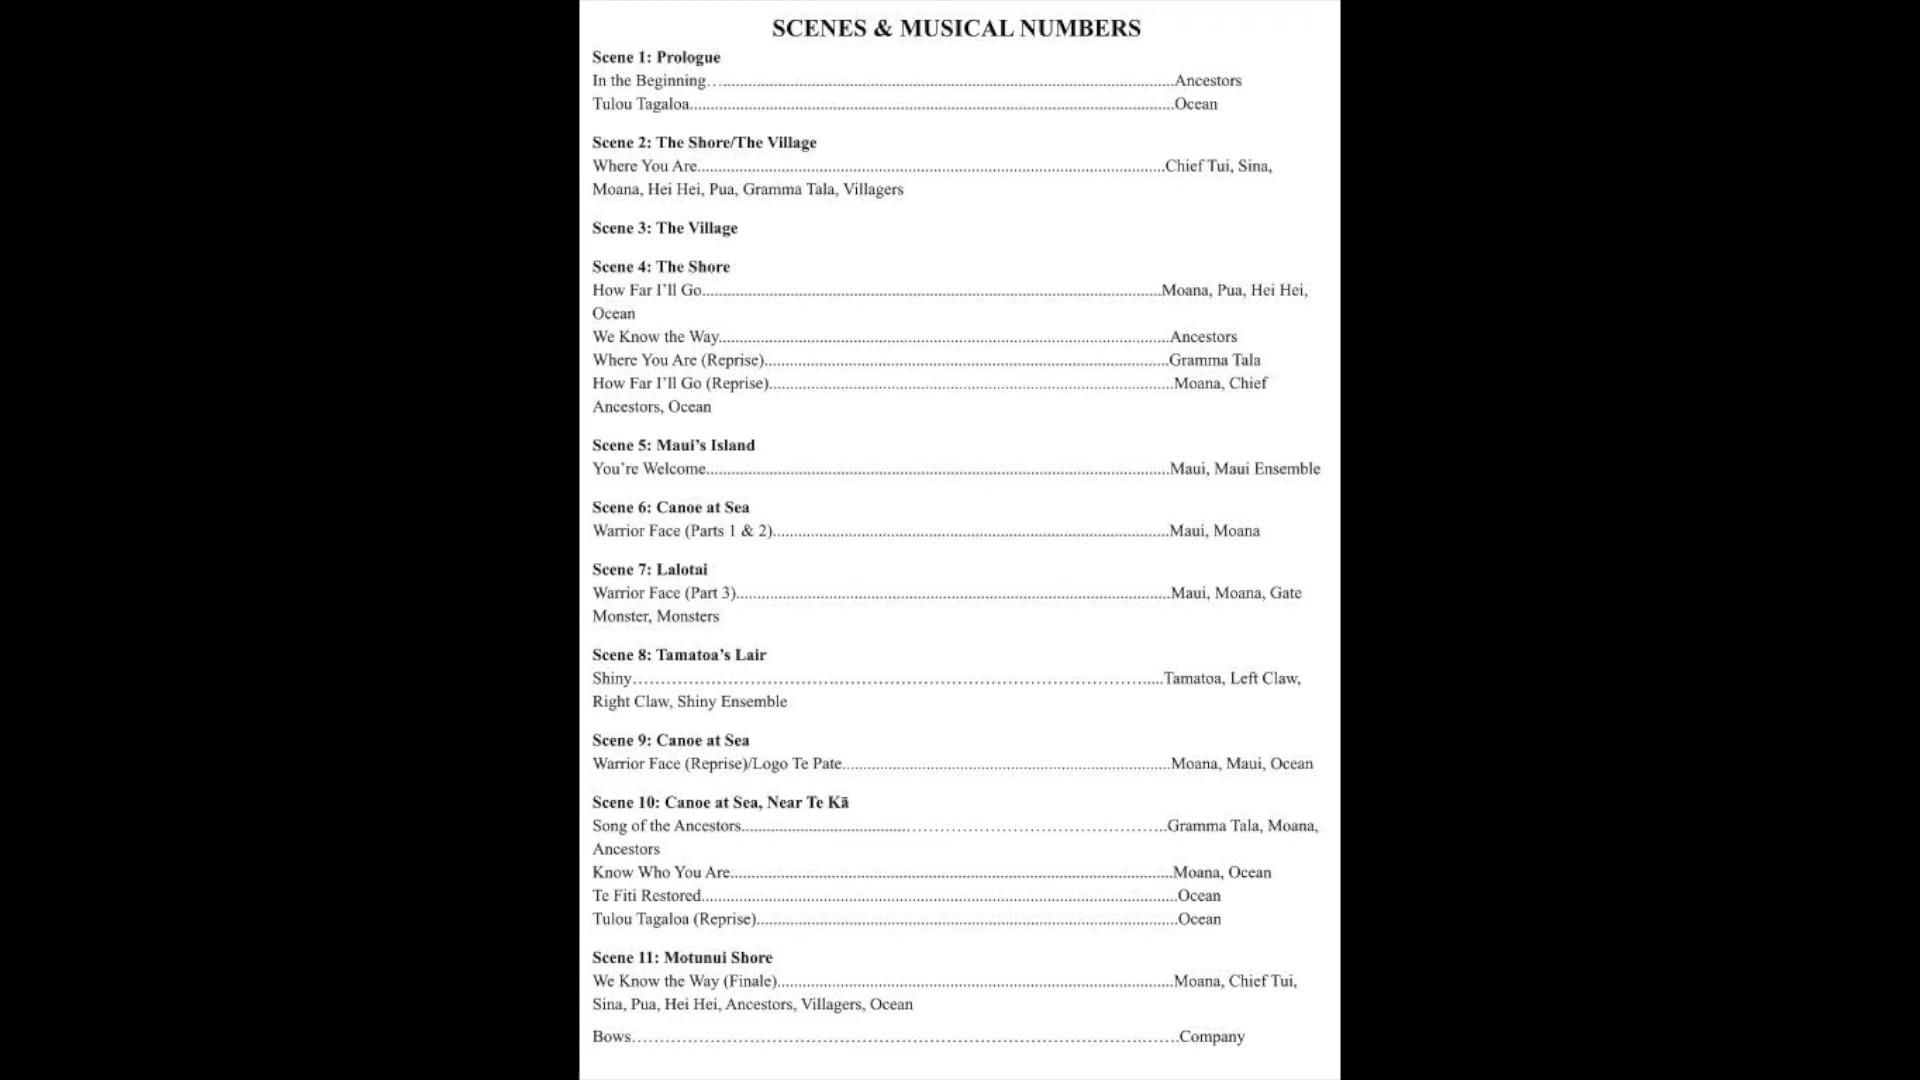 SCENES & MUSICAL NUMBERS
Scene 1: Prologue
In the Beginning.....Ancestors
Tulou Tagaloa.....Ocean
Scene 2: The Shore/The Village
Where You Are.....Chief Tui, Sina,
Moana, Hei Hei, Pua, Gramma Tala, Villagers
Scene 3: The Village
Scene 4: The Shore
How Far I’ll Go.....Moana, Pua, Hei Hei,
Ocean
We Know the Way.....Ancestors
Where You Are (Reprise).....Gramma Tala
How Far I’ll Go (Reprise).....Moana, Chief
Ancestors, Ocean
Scene 5: Maui’s Island
You’re Welcome.....Maui, Maui Ensemble
Scene 6: Canoe at Sea
Warrior Face (Parts 1 & 2).....Maui, Moana
Scene 7: Lalotai
Warrior Face (Part 3).....Maui, Moana, Gate
Monster, Monsters
Scene 8: Tamatoa’s Lair
Shiny.....Tamatoa, Left Claw,
Right Claw, Shiny Ensemble
Scene 9: Canoe at Sea
Warrior Face (Reprise)/Logo Te Pate.....Moana, Maui, Ocean
Scene 10: Canoe at Sea, Near Te Kā
Song of the Ancestors.....Gramma Tala, Moana,
Ancestors
Know Who You Are.....Moana, Ocean
Te Fiti Restored.....Ocean
Tulou Tagaloa (Reprise).....Ocean
Scene 11: Motunui Shore
We Know the Way (Finale).....Moana, Chief Tui,
Sina, Pua, Hei Hei, Ancestors, Villagers, Ocean
Bows.....Company